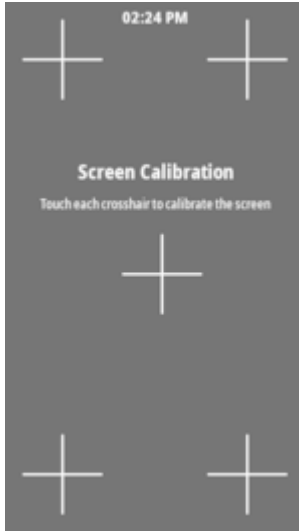 02:24 PM
Screen Calibration
Touch each crosshair to calibrate the screen